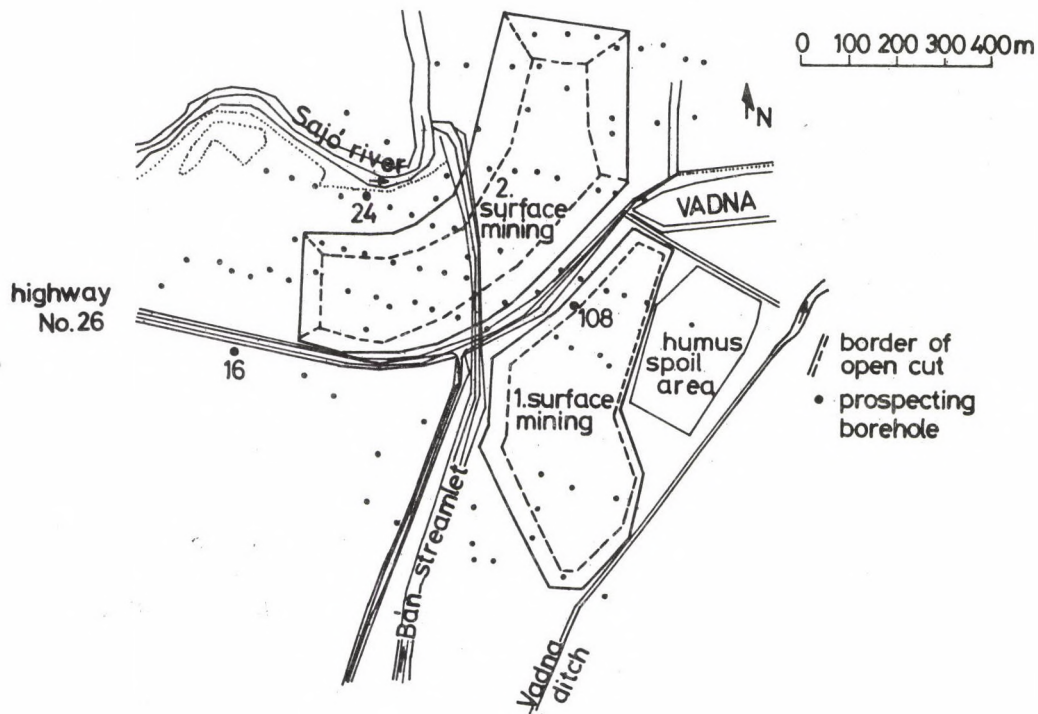 0 100 200 300 400m
N
Sajó river
24
2.
surface
mining
VADNA
highway
No. 26
16
108
humus
spoil
area
1. surface
mining
border of
open cut
prospecting
borehole
Bán streamlet
Vadna
ditch